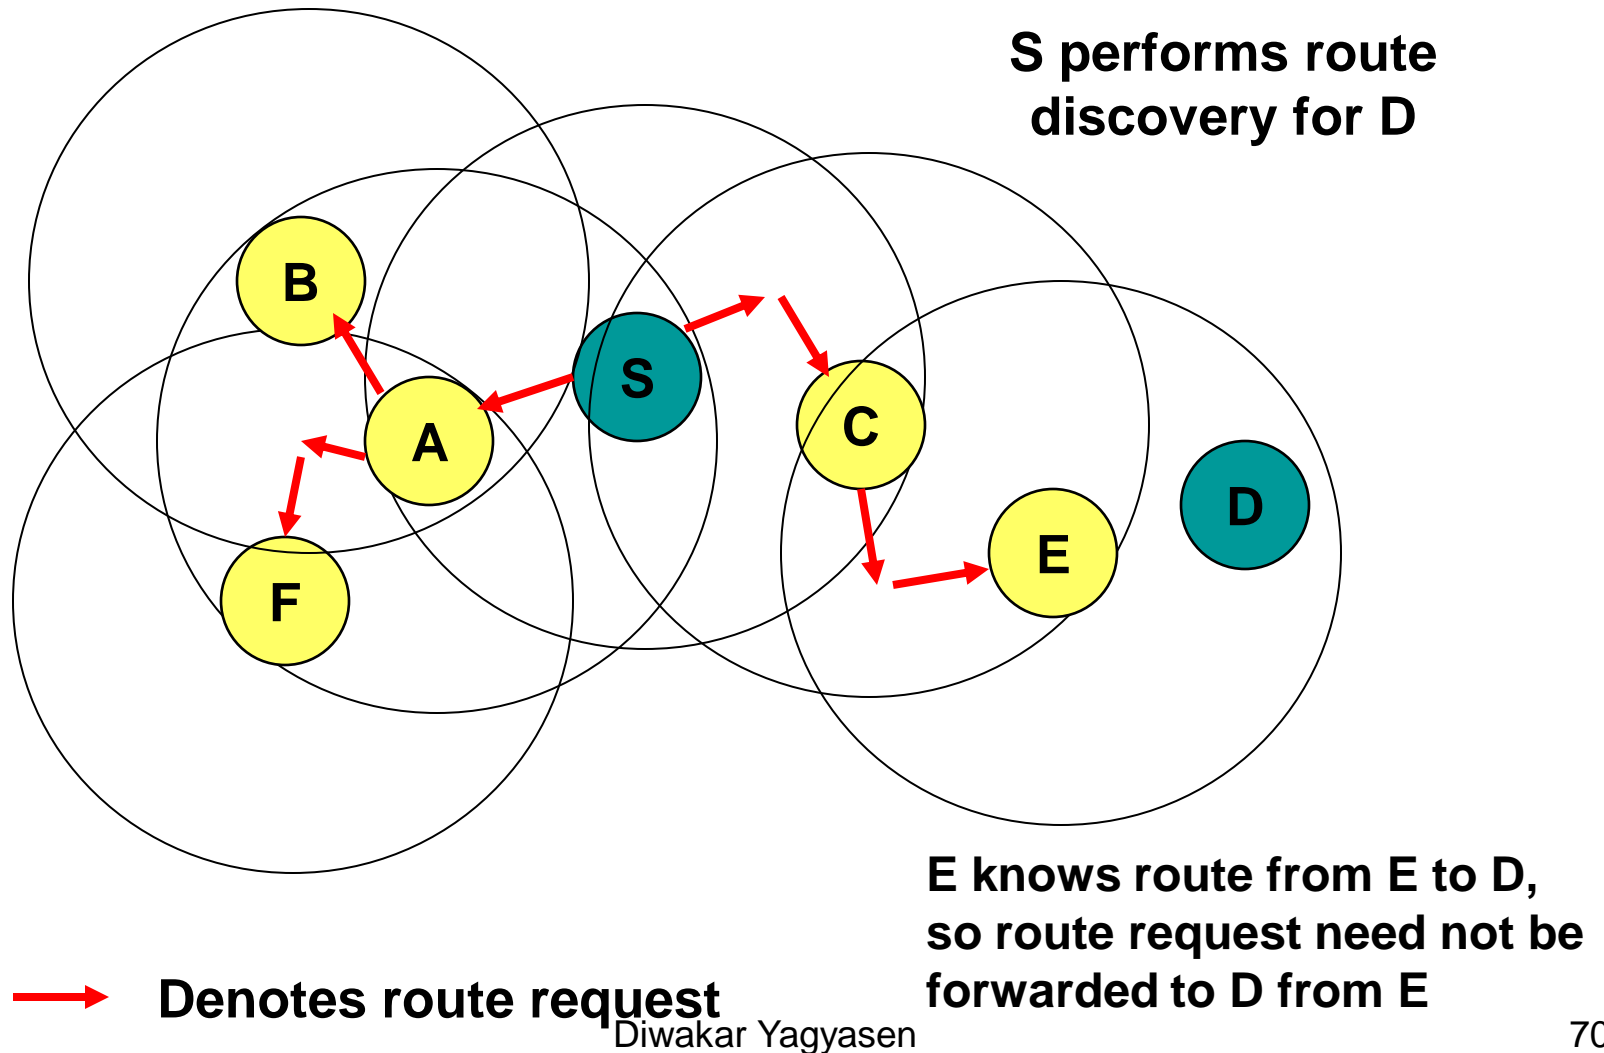 S performs route
discovery for D
B
S
A
C
D
E
F
E knows route from E to D,
so route request need not be
forwarded to D from E
Denotes route request
Diwakar Yagyasen
70